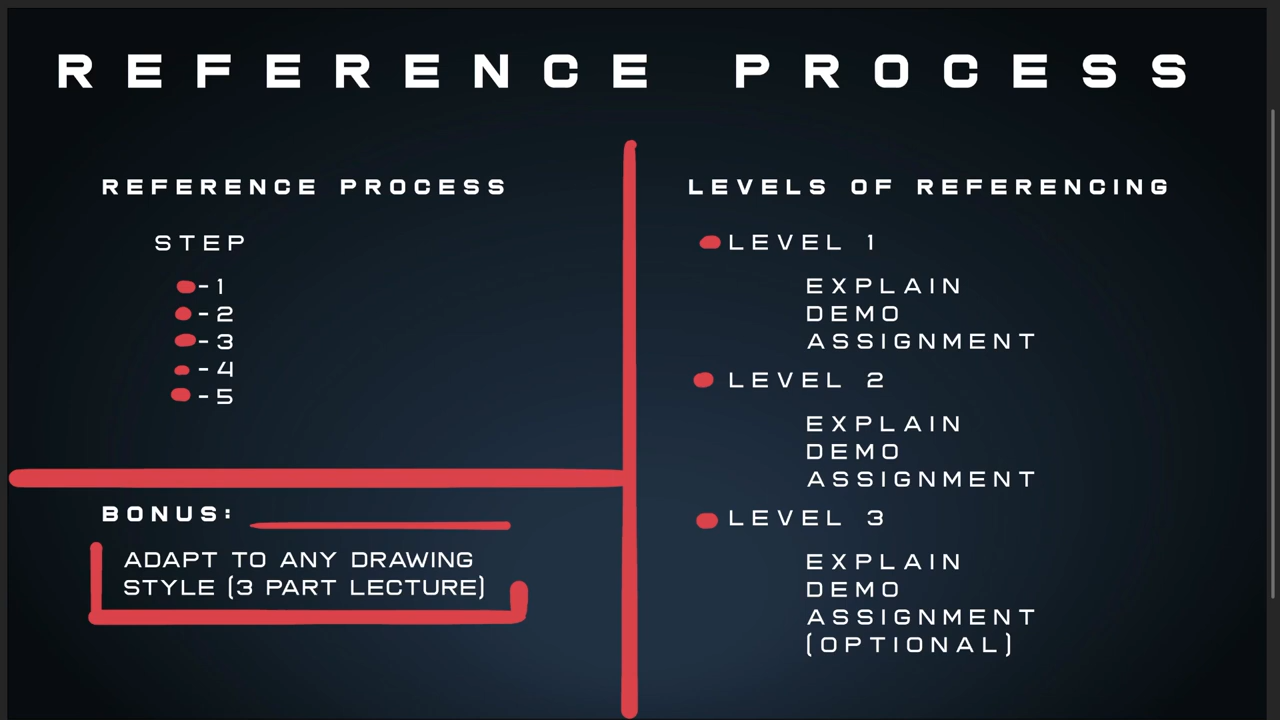 REFERENCE PROCESS
REFERENCE PROCESS
STEP
- 1
- 2
- 3
- 4
- 5
BONUS:
ADAPT TO ANY DRAWING
STYLE (3 PART LECTURE)
LEVELS OF REFERENCING
LEVEL 1
EXPLAIN
DEMO
ASSIGNMENT
LEVEL 2
EXPLAIN
DEMO
ASSIGNMENT
LEVEL 3
EXPLAIN
DEMO
ASSIGNMENT
(OPTIONAL)